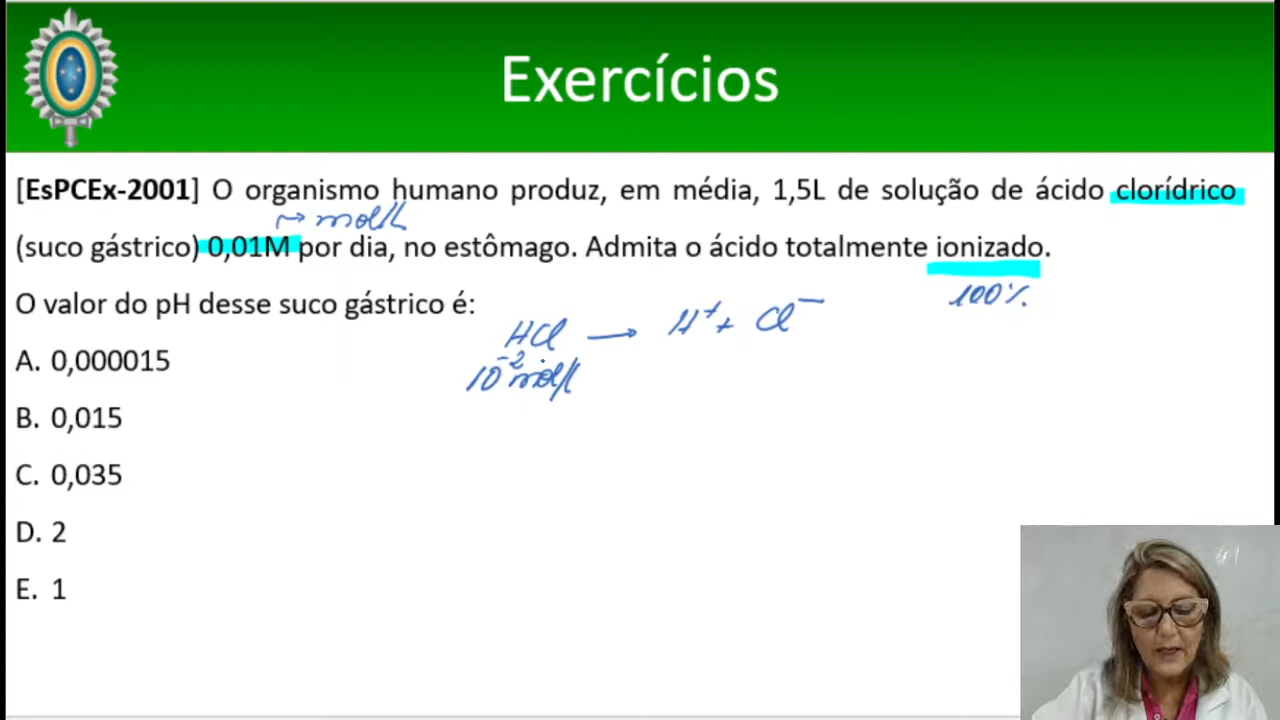 Exercícios
[EsPCEx-2001] O organismo humano produz, em média, 1,5L de solução de ácido clorídrico
→ mol/L
(suco gástrico) 0,01M por dia, no estômago. Admita o ácido totalmente ionizado.
100%
O valor do pH desse suco gástrico é:
HCl → H⁺ + Cl⁻
10⁻² mol/L
A. 0,000015
B. 0,015
C. 0,035
D. 2
E. 1